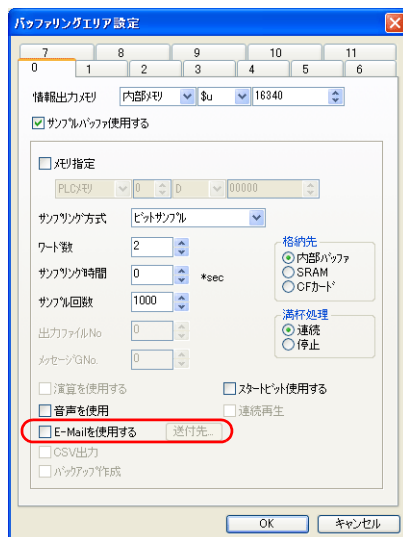 バッファリングエリア設定
7 8 9 10 11
0 1 2 3 4 5 6
情報出力メモリ 内部メモリ $u 16340
サンプルバッファ使用する
メモリ指定
PLCメモリ 0 D 00000
サンプリング方式 ビットサンプル
ワード数 2
サンプリング時間 0 *sec
サンプル回数 1000
出力ファイルNo 0
メッセージGNo. 0
格納先
内部バッファ
SRAM
CFカード
満杯処理
連続
停止
演算を使用する スタートビット使用する
音声を使用 連続再生
E-Mailを使用する 送付先...
CSV出力
バックアップ作成
OK キャンセル